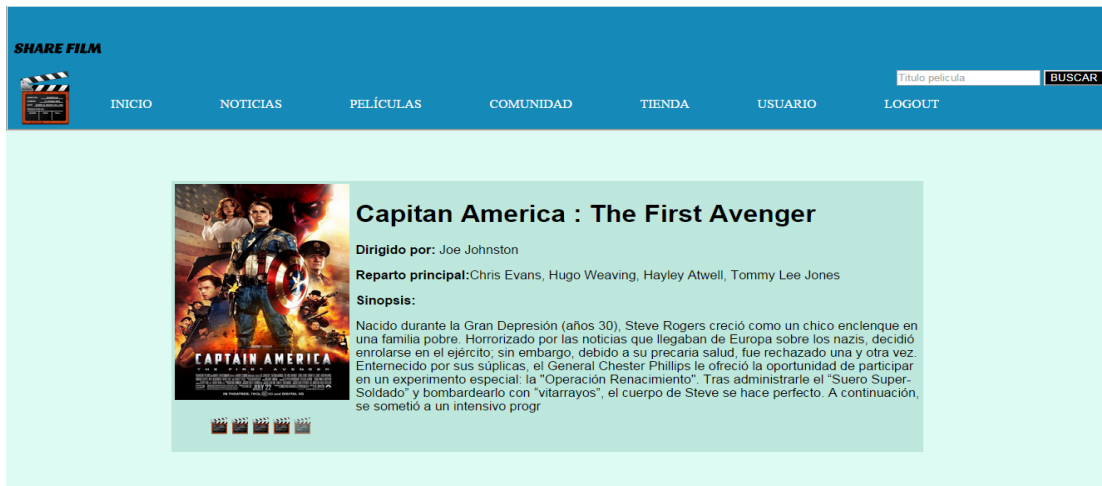 SHARE FILM
Titulo pelicula BUSCAR
INICIO NOTICIAS PELÍCULAS COMUNIDAD TIENDA USUARIO LOGOUT
Capitan America : The First Avenger
Dirigido por: Joe Johnston
Reparto principal:Chris Evans, Hugo Weaving, Hayley Atwell, Tommy Lee Jones
Sinopsis:
Nacido durante la Gran Depresión (años 30), Steve Rogers creció como un chico enclenque en
una familia pobre. Horrorizado por las noticias que llegaban de Europa sobre los nazis, decidió
enrolarse en el ejército; sin embargo, debido a su precaria salud, fue rechazado una y otra vez.
Enternecido por sus súplicas, el General Chester Phillips le ofreció la oportunidad de participar
en un experimento especial: la "Operación Renacimiento". Tras administrarle el “Suero Super-
Soldado” y bombardearlo con “vitarrayos”, el cuerpo de Steve se hace perfecto. A continuación,
se sometió a un intensivo progr
CAPTAIN AMERICA
THE FIRST AVENGER
JULY 22